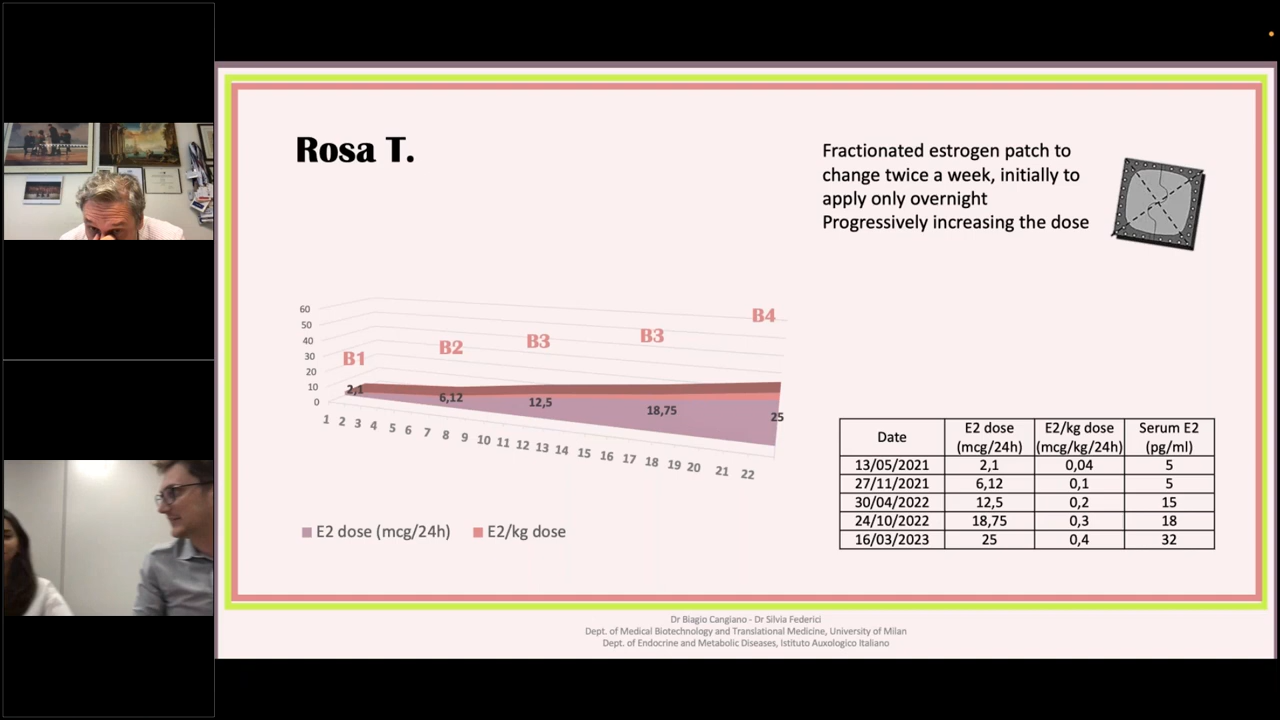 Rosa T.
Fractionated estrogen patch to
change twice a week, initially to
apply only overnight
Progressively increasing the dose
60
50
40
30
20
10
0
B1
B2
B3
B3
B4
2,1
6,12
12,5
18,75
25
1 2 3 4 5 6 7 8 9 10 11 12 13 14 15 16 17 18 19 20 21 22
E2 dose (mcg/24h) E2/kg dose
Date E2 dose (mcg/24h) E2/kg dose (mcg/kg/24h) Serum E2 (pg/ml)
13/05/2021 2,1 0,04 5
27/11/2021 6,12 0,1 5
30/04/2022 12,5 0,2 15
24/10/2022 18,75 0,3 18
16/03/2023 25 0,4 32
Dr Biagio Cangiano - Dr Silvia Federici
Dept. of Medical Biotechnology and Translational Medicine, University of Milan
Dept. of Endocrine and Metabolic Diseases, Istituto Auxologico Italiano